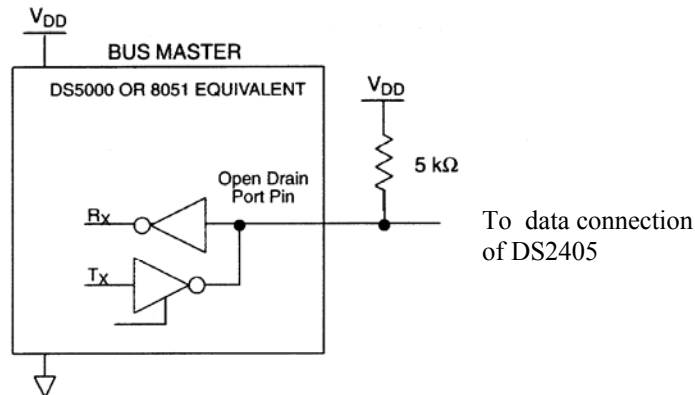 VDD
BUS MASTER
DS5000 OR 8051 EQUIVALENT
VDD
5 kΩ
Open Drain
Port Pin
RX
TX
To data connection
of DS2405